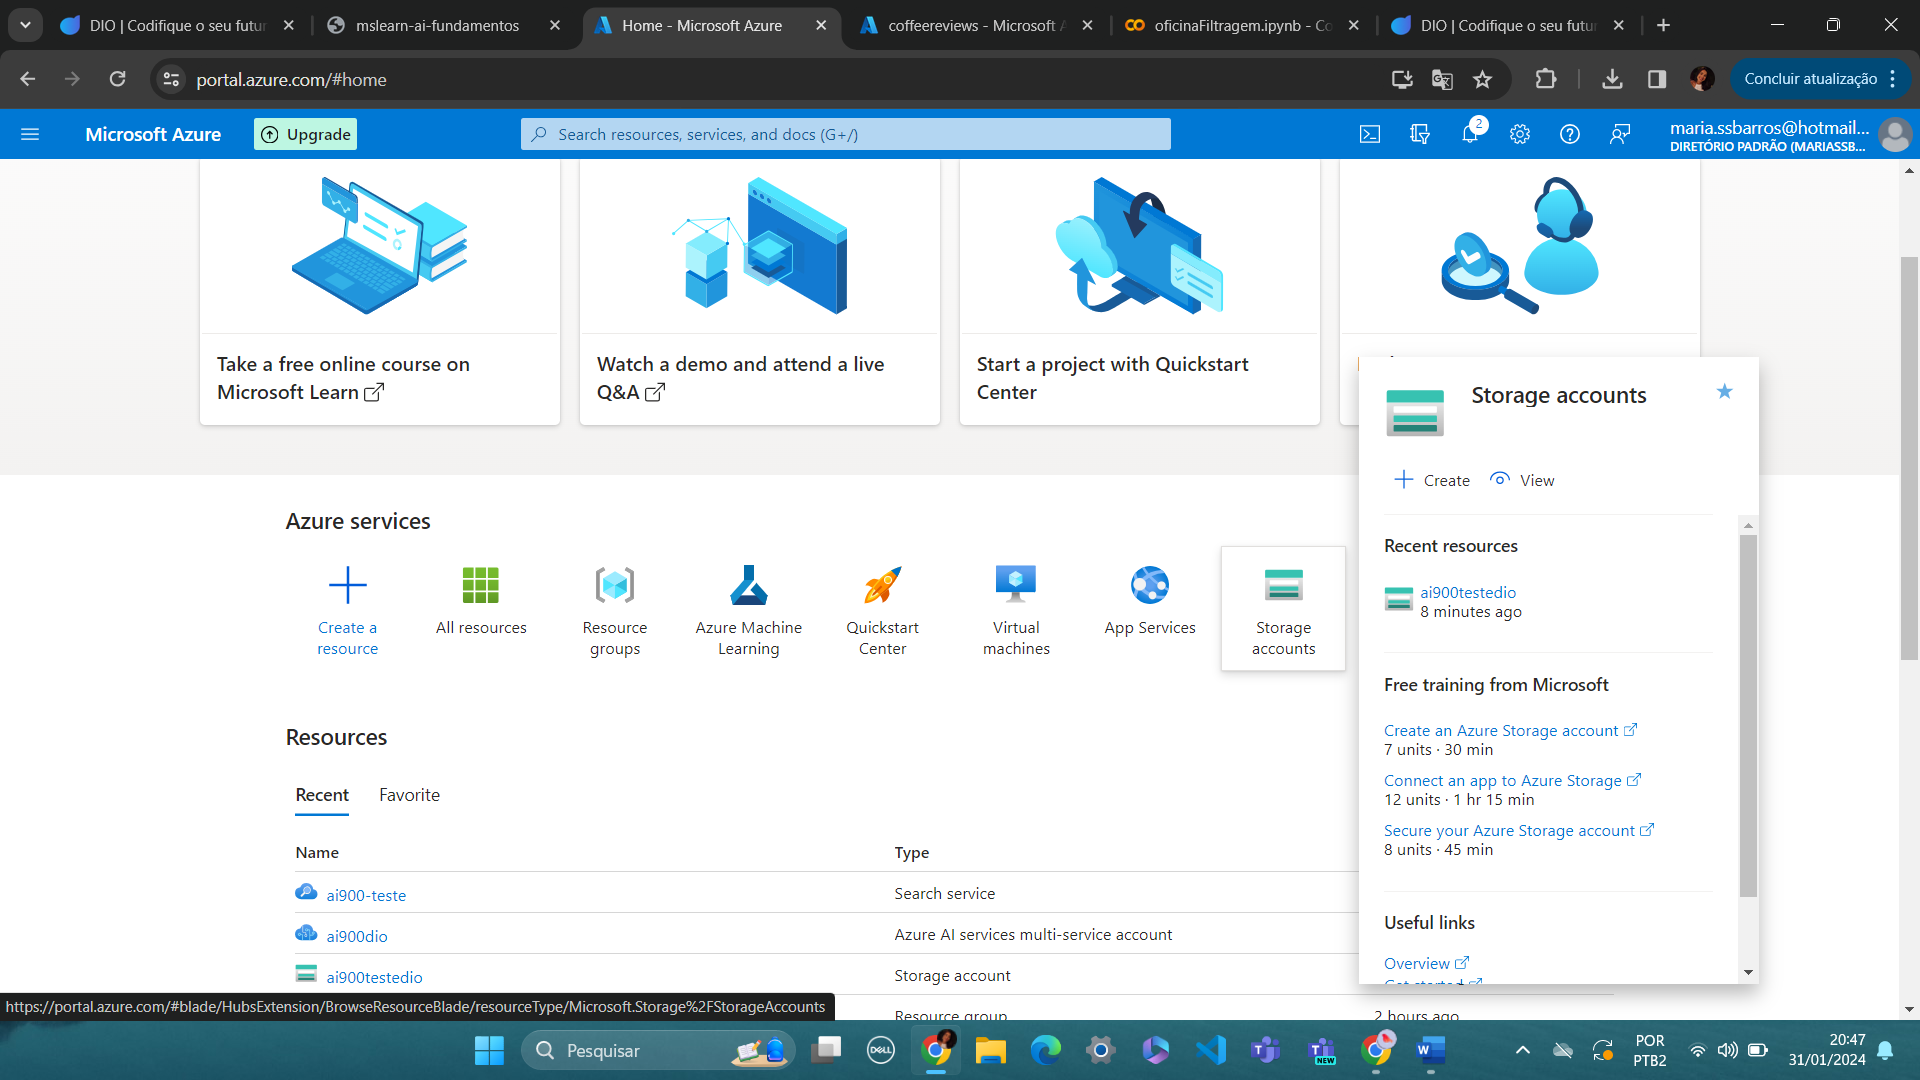 DIO | Codifique o seu futur
mslearn-ai-fundamentos
Home - Microsoft Azure
coffeereviews - Microsoft A
oficinaFiltragem.ipynb - Co
DIO | Codifique o seu futur
portal.azure.com/#home
Concluir atualização
Microsoft Azure
Upgrade
Search resources, services, and docs (G+/)
2
maria.ssbarros@hotmail...
DIRETÓRIO PADRÃO (MARIASSB...
Take a free online course on
Microsoft Learn
Watch a demo and attend a live
Q&A
Start a project with Quickstart
Center
Storage accounts
Create
View
Recent resources
ai900testedio
8 minutes ago
Free training from Microsoft
Create an Azure Storage account
7 units · 30 min
Connect an app to Azure Storage
12 units · 1 hr 15 min
Secure your Azure Storage account
8 units · 45 min
Useful links
Overview
Get started
Azure services
Create a
resource
All resources
Resource
groups
Azure Machine
Learning
Quickstart
Center
Virtual
machines
App Services
Storage
accounts
Resources
Recent
Favorite
Name
Type
ai900-teste
Search service
ai900dio
Azure AI services multi-service account
ai900testedio
Storage account
Resource group
2 hours ago
https://portal.azure.com/#blade/HubsExtension/BrowseResourceBlade/resourceType/Microsoft.Storage%2FStorageAccounts
Pesquisar
DELL
NEW
POR
PTB2
20:47
31/01/2024